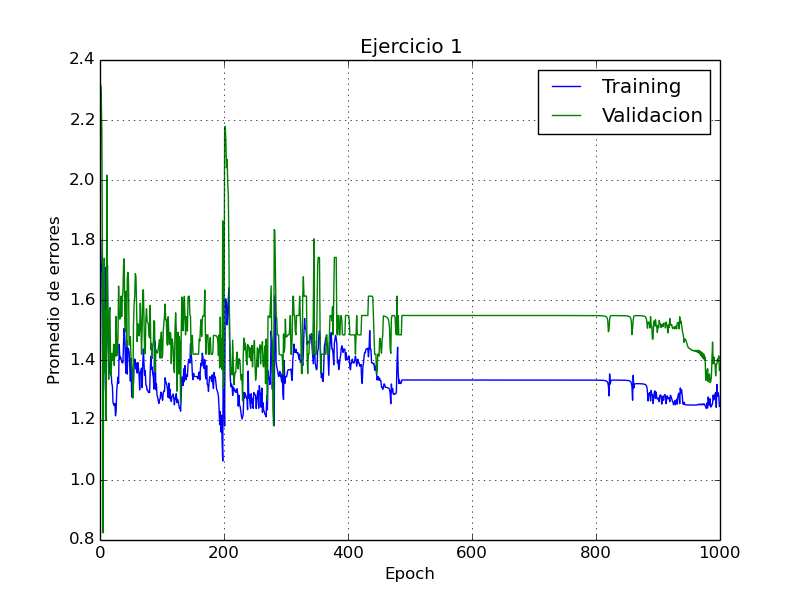 Ejercicio 1
Training
Validacion
2.4
2.2
2.0
1.8
1.6
1.4
1.2
1.0
0.8
Promedio de errores
0 200 400 600 800 1000
Epoch